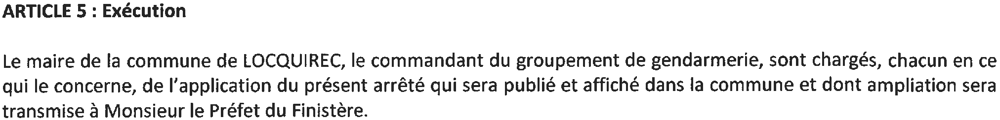 ARTICLE 5 : Exécution
Le maire de la commune de LOCQUIREC, le commandant du groupement de gendarmerie, sont chargés, chacun en ce
qui le concerne, de l'application du présent arrêté qui sera publié et affiché dans la commune et dont ampliation sera
transmise à Monsieur le Préfet du Finistère.